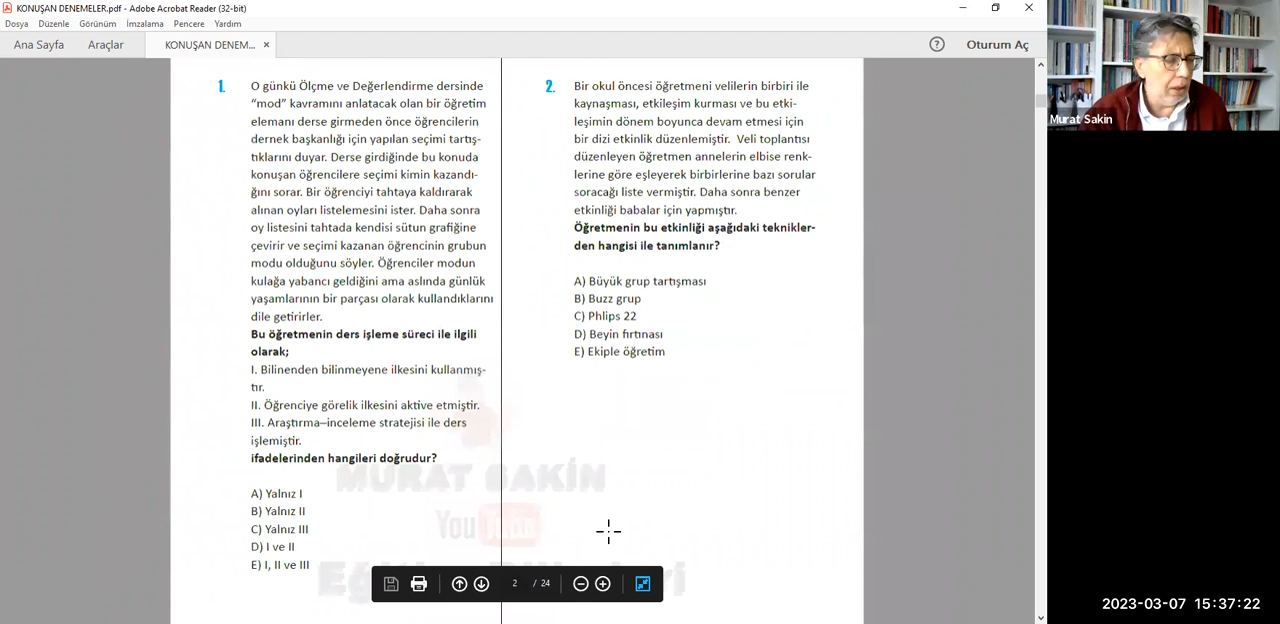 KONUŞAN DENEMELER.pdf - Adobe Acrobat Reader (32-bit)
Dosya Düzenle Görünüm İmzalama Pencere Yardım
Ana Sayfa Araçlar KONUŞAN DENEM... × ? Oturum Aç
1.
O günkü Ölçme ve Değerlendirme dersinde
“mod” kavramını anlatacak olan bir öğretim
elemanı derse girmeden önce öğrencilerin
dernek başkanlığı için yapılan seçimi tartış-
tıklarını duyar. Derse girdiğinde bu konuda
konuşan öğrencilere seçimi kimin kazandı-
ğını sorar. Bir öğrenciyi tahtaya kaldırarak
alınan oyları listelemesini ister. Daha sonra
oy listesini tahtada kendisi sütun grafiğine
çevirir ve seçimi kazanan öğrencinin grubun
modu olduğunu söyler. Öğrenciler modun
kulağa yabancı geldiğini ama aslında günlük
yaşamlarının bir parçası olarak kullandıklarını
dile getirirler.
Bu öğretmenin ders işleme süreci ile ilgili
olarak;
I. Bilinenden bilinmeyene ilkesini kullanmış-
tır.
II. Öğrenciye görelik ilkesini aktive etmiştir.
III. Araştırma–inceleme stratejisi ile ders
işlemiştir.
ifadelerinden hangileri doğrudur?
A) Yalnız I
B) Yalnız II
C) Yalnız III
D) I ve II
E) I, II ve III
2.
Bir okul öncesi öğretmeni velilerin birbiri ile
kaynaşması, etkileşim kurması ve bu etki-
leşimin dönem boyunca devam etmesi için
bir dizi etkinlik düzenlemiştir. Veli toplantısı
düzenleyen öğretmen annelerin elbise renk-
lerine göre eşleyerek birbirlerine bazı sorular
soracağı liste vermiştir. Daha sonra benzer
etkinliği babalar için yapmıştır.
Öğretmenin bu etkinliği aşağıdaki teknikler-
den hangisi ile tanımlanır?
A) Büyük grup tartışması
B) Buzz grup
C) Phlips 22
D) Beyin fırtınası
E) Ekiple öğretim
MURAT SAKİN
YouTube
2 / 24
Murat Sakin
2023-03-07 15:37:22